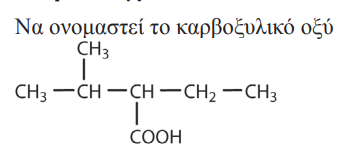 Να ονομαστεί το καρβοξυλικό οξύ
CH₃
CH₃ — CH — CH — CH₂ — CH₃
COOH